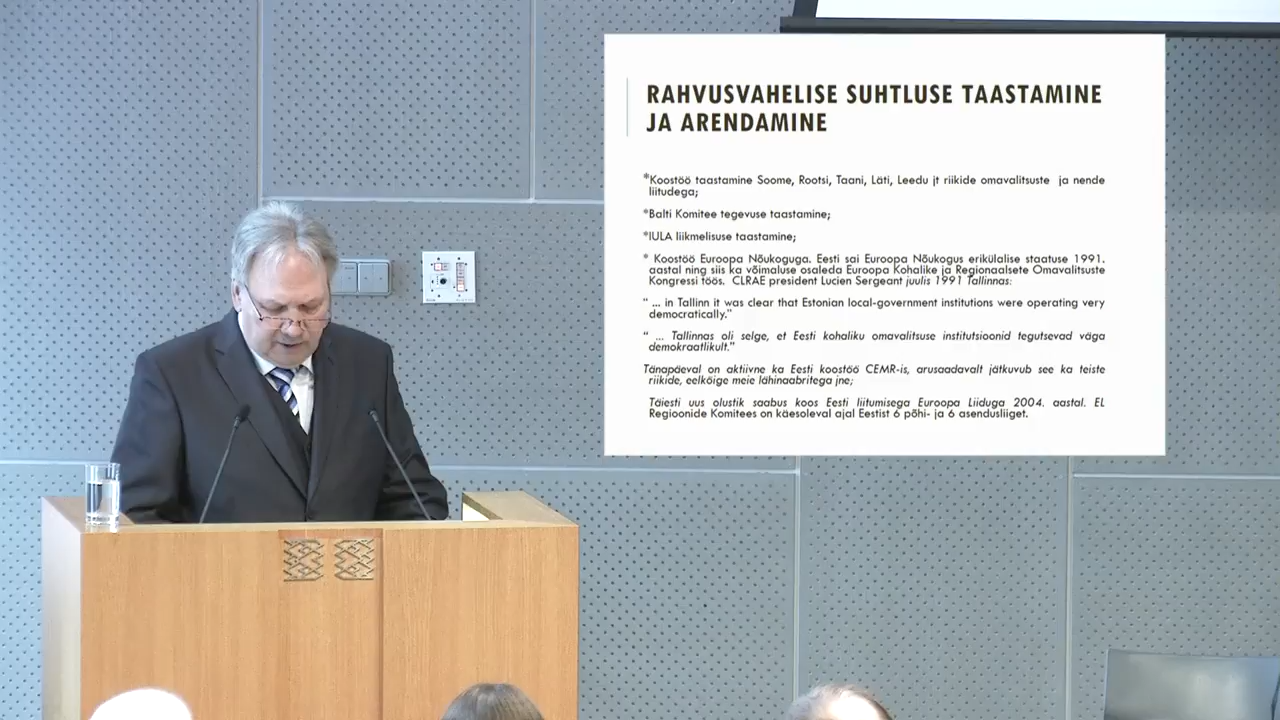 RAHVUSVAHELISE SUHTLUSE TAASTAMINE
JA ARENDAMINE
*Koostöö taastamine Soome, Rootsi, Taani, Läti, Leedu jt riikide omavalitsuste ja nende
liitudega;
*Balti Komitee tegevuse taastamine;
*IULA liikmelisuse taastamine;
* Koostöö Euroopa Nõukoguga. Eesti sai Euroopa Nõukogus erikülalise staatuse 1991.
aastal ning siis ka võimaluse osaleda Euroopa Kohalike ja Regionaalsete Omavalitsuste
Kongressi töös. CLRAE president Lucien Sergeant juulis 1991 Tallinnas:
" ... in Tallinn it was clear that Estonian local-government institutions were operating very
democratically."
" ... Tallinnas oli selge, et Eesti kohaliku omavalitsuse institutsioonid tegutsevad väga
demokraatlikult."
Tänapäeval on aktiivne ka Eesti koostöö CEMR-is, arusaadavalt jätkuvub see ka teiste
riikide, eelkõige meie lähinaabritega jne;
Täiesti uus olustik saabus koos Eesti liitumisega Euroopa Liiduga 2004. aastal. EL
Regioonide Komitees on käesoleval ajal Eestist 6 põhi- ja 6 asendusliiget.